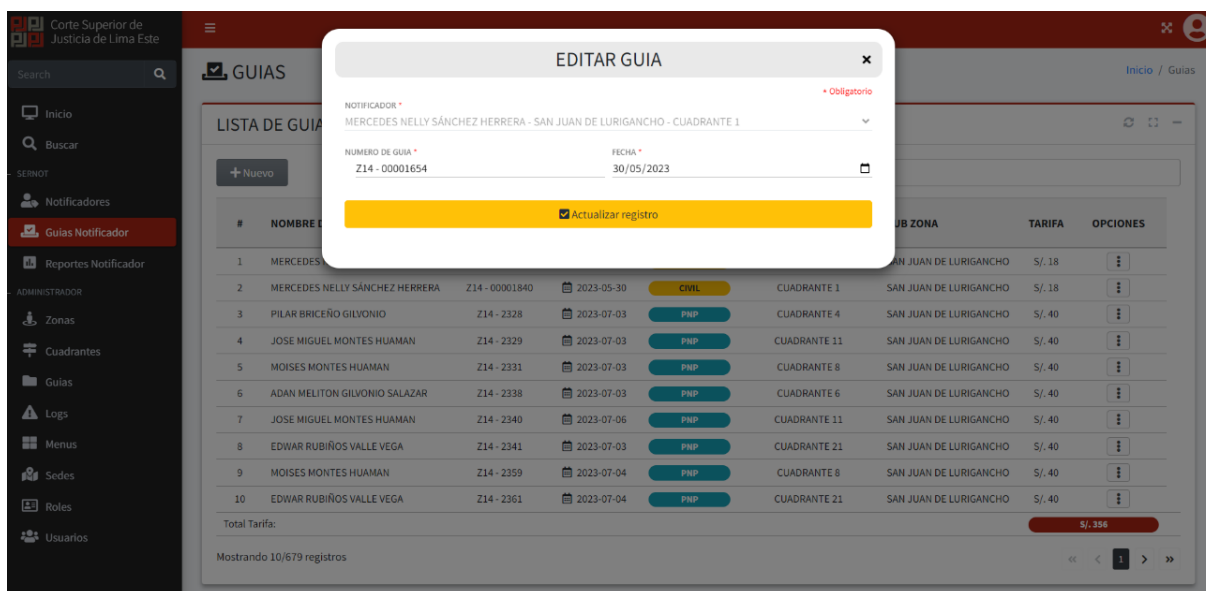 Corte Superior de
Justicia de Lima Este
Search
Inicio
Buscar
SERNOT
Notificadores
Guias Notificador
Reportes Notificador
ADMINISTRADOR
Zonas
Cuadrantes
Guias
Logs
Menus
Sedes
Roles
Usuarios
GUIAS
Inicio / Guias
EDITAR GUIA
* Obligatorio
NOTIFICADOR *
MERCEDES NELLY SÁNCHEZ HERRERA - SAN JUAN DE LURIGANCHO - CUADRANTE 1
NUMERO DE GUIA * FECHA *
Z14 - 00001654 30/05/2023
Actualizar registro
LISTA DE GUIA
Nuevo
# NOMBRE D UB ZONA TARIFA OPCIONES
1 MERCEDES SAN JUAN DE LURIGANCHO S/. 18
2 MERCEDES NELLY SÁNCHEZ HERRERA Z14 - 00001840 2023-05-30 CIVIL CUADRANTE 1 SAN JUAN DE LURIGANCHO S/. 18
3 PILAR BRICEÑO GILVONIO Z14 - 2328 2023-07-03 PNP CUADRANTE 4 SAN JUAN DE LURIGANCHO S/. 40
4 JOSE MIGUEL MONTES HUAMAN Z14 - 2329 2023-07-03 PNP CUADRANTE 11 SAN JUAN DE LURIGANCHO S/. 40
5 MOISES MONTES HUAMAN Z14 - 2331 2023-07-03 PNP CUADRANTE 8 SAN JUAN DE LURIGANCHO S/. 40
6 ADAN MELITON GILVONIO SALAZAR Z14 - 2338 2023-07-03 PNP CUADRANTE 6 SAN JUAN DE LURIGANCHO S/. 40
7 JOSE MIGUEL MONTES HUAMAN Z14 - 2340 2023-07-06 PNP CUADRANTE 11 SAN JUAN DE LURIGANCHO S/. 40
8 EDWAR RUBIÑOS VALLE VEGA Z14 - 2341 2023-07-03 PNP CUADRANTE 21 SAN JUAN DE LURIGANCHO S/. 40
9 MOISES MONTES HUAMAN Z14 - 2359 2023-07-04 PNP CUADRANTE 8 SAN JUAN DE LURIGANCHO S/. 40
10 EDWAR RUBIÑOS VALLE VEGA Z14 - 2361 2023-07-04 PNP CUADRANTE 21 SAN JUAN DE LURIGANCHO S/. 40
Total Tarifa: S/. 356
Mostrando 10/679 registros
« < 1 > »